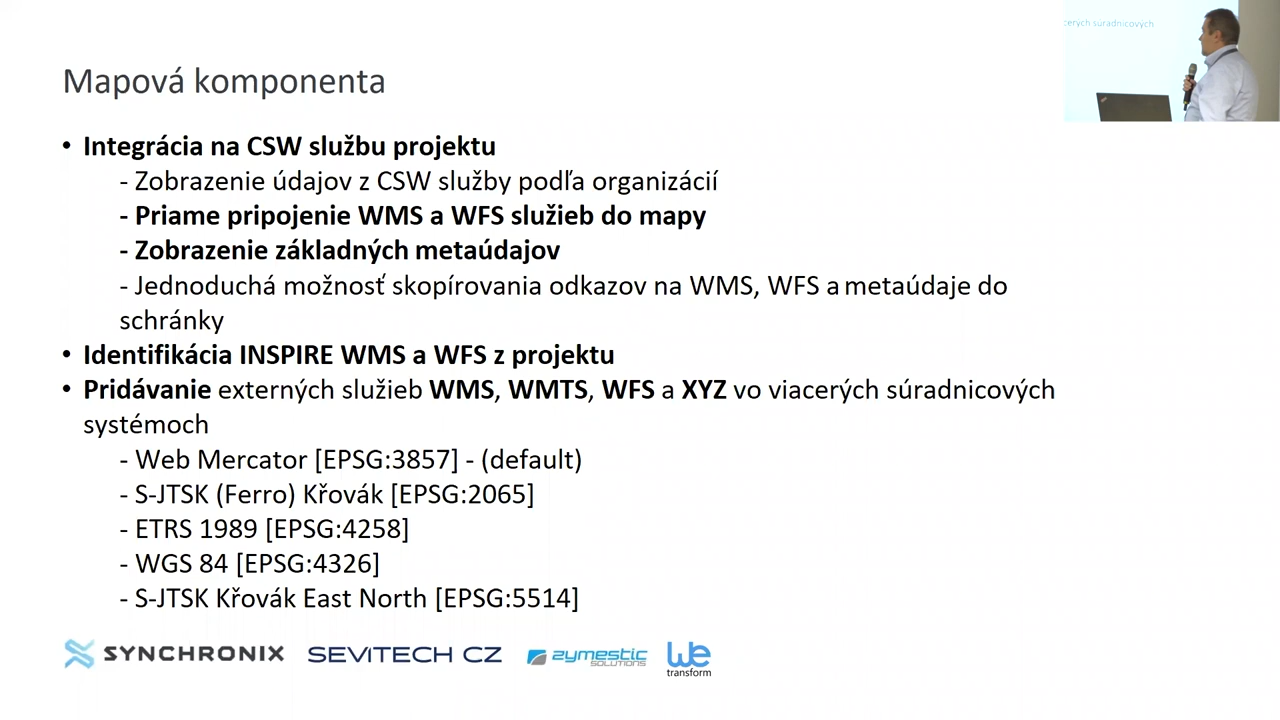 cerých súradnicových
Mapová komponenta
• Integrácia na CSW službu projektu
- Zobrazenie údajov z CSW služby podľa organizácií
- Priame pripojenie WMS a WFS služieb do mapy
- Zobrazenie základných metaúdajov
- Jednoduchá možnosť skopírovania odkazov na WMS, WFS a metaúdaje do
schránky
• Identifikácia INSPIRE WMS a WFS z projektu
• Pridávanie externých služieb WMS, WMTS, WFS a XYZ vo viacerých súradnicových
systémoch
- Web Mercator [EPSG:3857] - (default)
- S-JTSK (Ferro) Křovák [EPSG:2065]
- ETRS 1989 [EPSG:4258]
- WGS 84 [EPSG:4326]
- S-JTSK Křovák East North [EPSG:5514]
SYNCHRONIX
SEVITECH CZ
zymestic
SOLUTIONS
we
transform